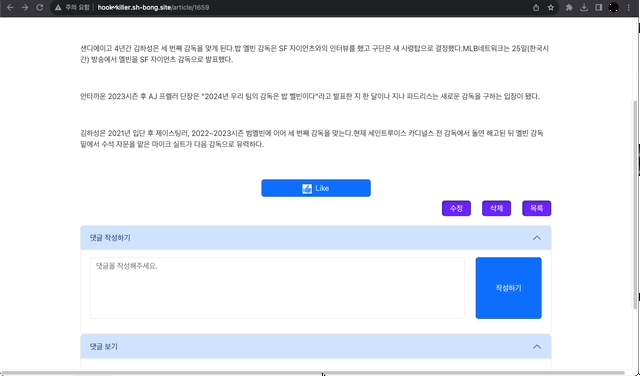 주의 요함
hook-killer.sh-bong.site/article/1659
샌디에이고 4년간 김하성은 세 번째 감독을 맞게 된다.밥 멜빈 감독은 SF 자이언츠와의 인터뷰를 했고 구단은 새 사령탑으로 결정했다.MLB네트워크는 25일(한국시
간) 방송에서 멜빈을 SF 자이언츠 감독으로 발표했다.
안타까운 2023시즌 후 AJ 프렐러 단장은 "2024년 우리 팀의 감독은 밥 멜빈이다"라고 발표한 지 한 달이나 지나 파드리스는 새로운 감독을 구하는 입장이 됐다.
김하성은 2021년 입단 후 제이스팅러, 2022~2023시즌 범멜빈에 이어 세 번째 감독을 맞는다.현재 세인트루이스 카디널스 전 감독에서 돌연 해고된 뒤 멜빈 감독
밑에서 수석 자문을 맡은 마이크 실트가 다음 감독으로 유력하다.
Like
수정 삭제 목록
댓글 작성하기
댓글을 작성해주세요.
작성하기
댓글 보기